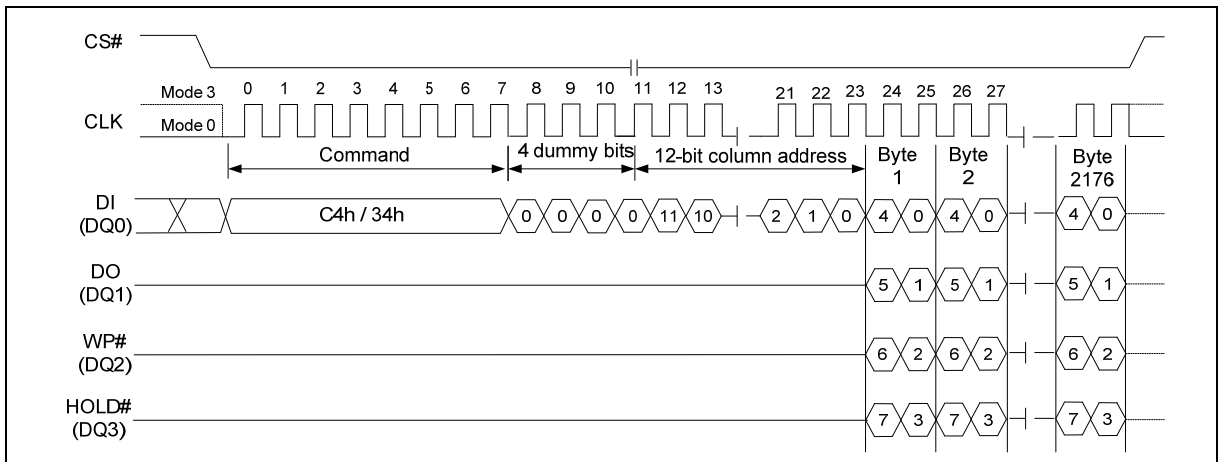 CS#
Mode 3 0 1 2 3 4 5 6 7 8 9 10 11 12 13 21 22 23 24 25 26 27
CLK
Mode 0
Command 4 dummy bits 12-bit column address Byte 1 Byte 2 Byte 2176
DI (DQ0) C4h / 34h 0 0 0 0 11 10 2 1 0 4 0 4 0 4 0
DO (DQ1) 5 1 5 1 5 1
WP# (DQ2) 6 2 6 2 6 2
HOLD# (DQ3) 7 3 7 3 7 3